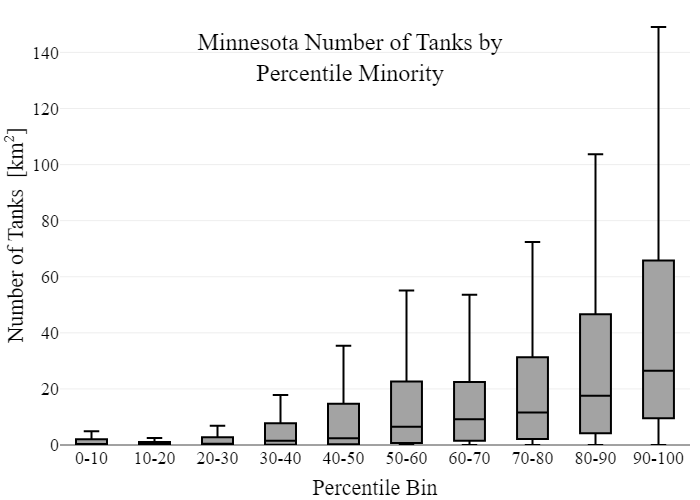 Minnesota Number of Tanks by
Percentile Minority
Number of Tanks [km²]
140
120
100
80
60
40
20
0
0-10 10-20 20-30 30-40 40-50 50-60 60-70 70-80 80-90 90-100
Percentile Bin